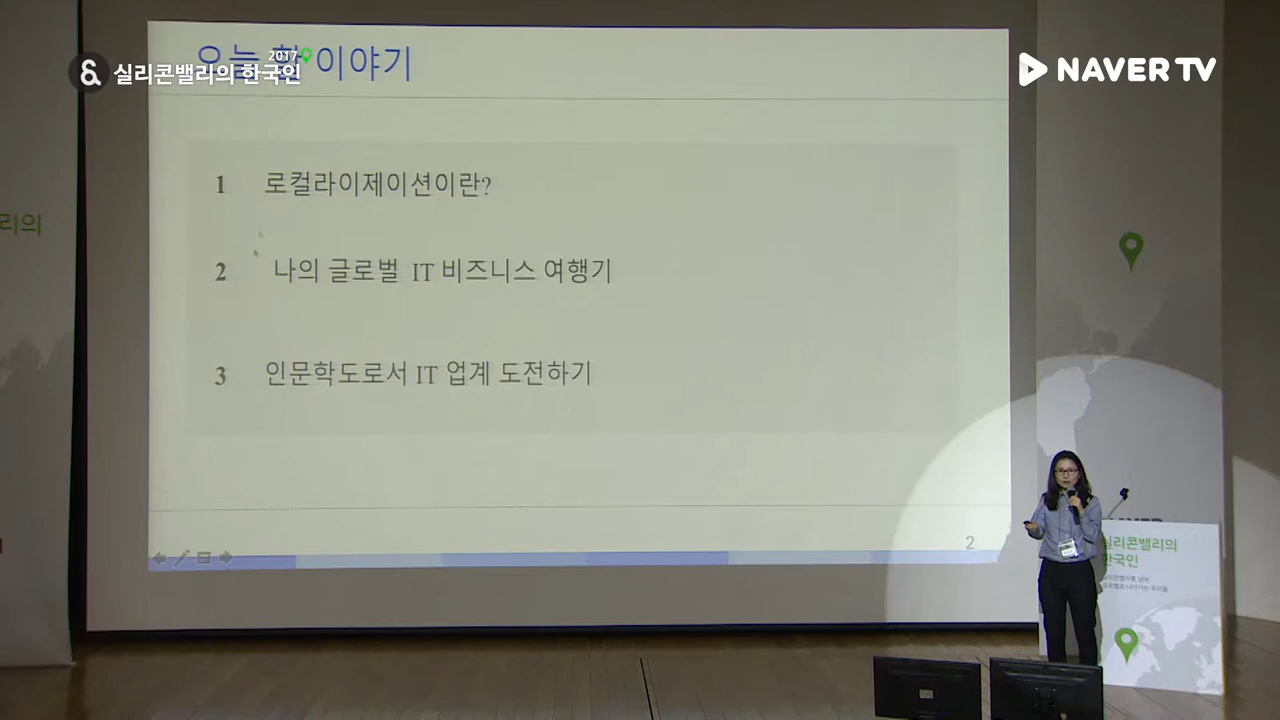 오늘 할 이야기
2017
실리콘밸리의 한국인
NAVER TV
리의
1 로컬라이제이션이란?
2 나의 글로벌 IT 비즈니스 여행기
3 인문학도로서 IT 업계 도전하기
2
실리콘밸리의
한국인